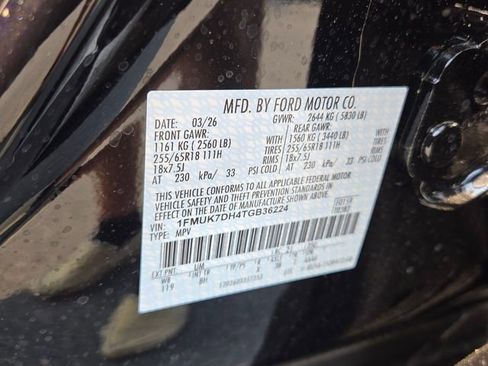 MFD. BY FORD MOTOR CO.
DATE: 03/26 GVWR: 2644 KG ( 5830 LB)
FRONT GAWR: REAR GAWR:
1161 KG ( 2560 LB) 1560 KG ( 3440 LB)
255/65R18 111H TIRES 255/65R18 111H
18x7.5J RIMS 18x7.5J
AT 230 kPa/ 33 PSI COLD AT 230 kPa/ 33 PSI COLD
THIS VEHICLE CONFORMS TO ALL APPLICABLE FEDERAL MOTOR
VEHICLE SAFETY AND THEFT PREVENTION STANDARDS IN
EFFECT ON THE DATE OF MANUFACTURE SHOWN ABOVE.
VIN: 1FMUK7DH4TGB36224
TYPE: MPV
EXT PNT:
WB
119